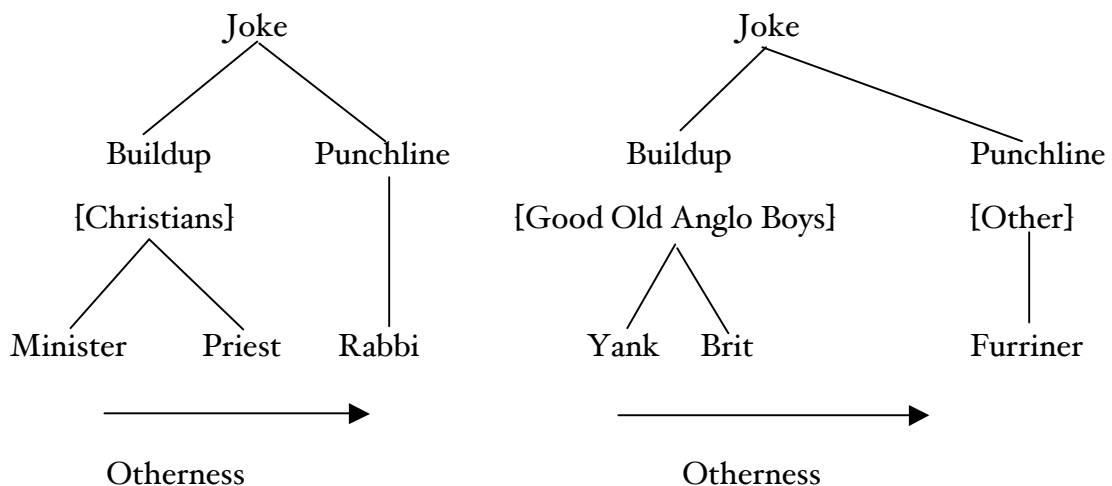 Joke Joke
Buildup Punchline Buildup Punchline
[Christians] [Good Old Anglo Boys] [Other]
Minister Priest Rabbi Yank Brit Furriner
Otherness Otherness